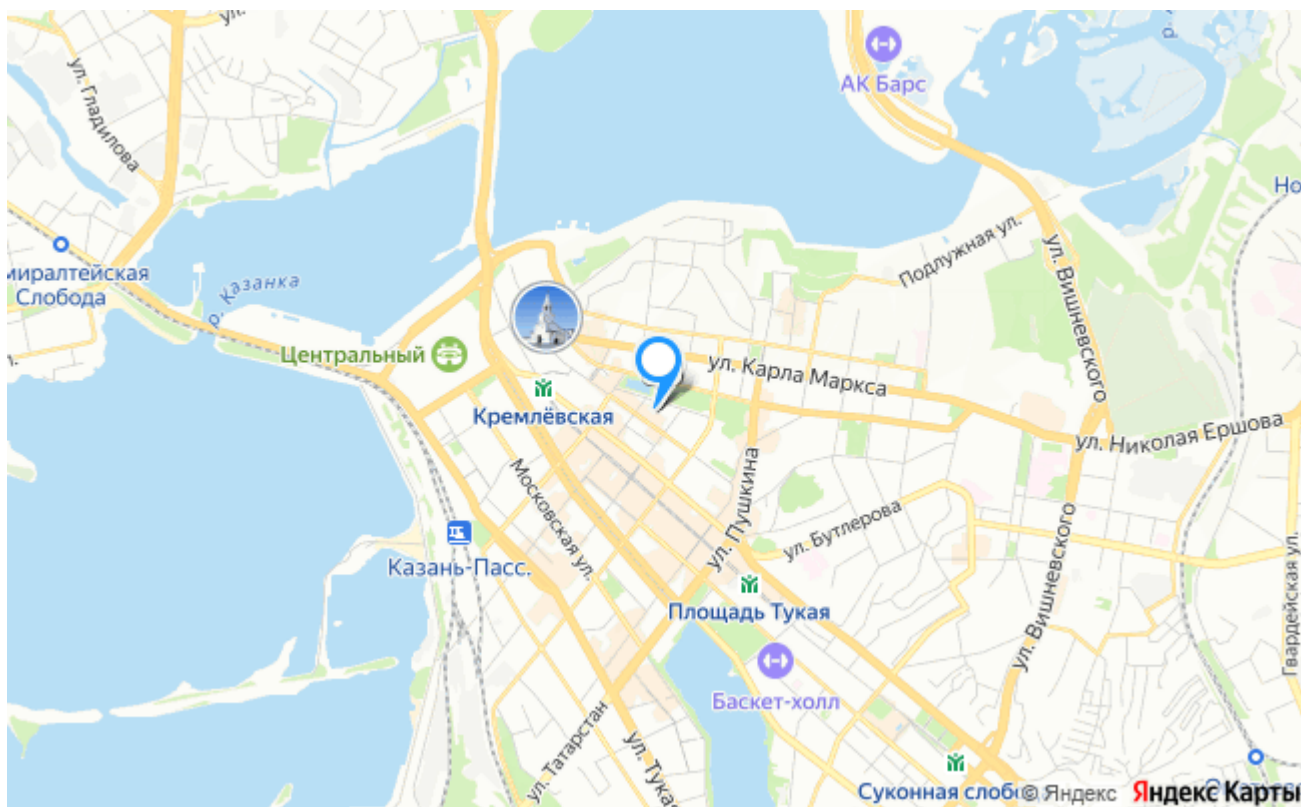 ул.
р.
АК Барс
ул. Гладилова
Но
Подлужная ул.
ул. Вишневского
миралтейская
Слобода
р. Казанка
Центральный
ул. Карла Маркса
Кремлёвская
ул. Николая Ершова
Московская ул.
ул. Пушкина
ул. Бутлерова
Казань-Пасс.
Площадь Тукая
ул. Вишневского
Гвардейская ул.
Баскет-холл
ул. Татарстан
ул. Тукая
Суконная слобо
© Яндекс Яндекс Карты